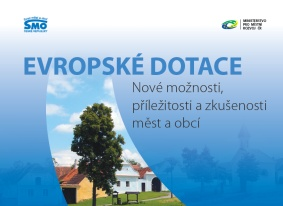 SMO
MINISTERSTVO
PRO MÍSTNÍ
ROZVOJ ČR
EVROPSKÉ DOTACE
Nové možnosti,
příležitosti a zkušenosti
měst a obcí